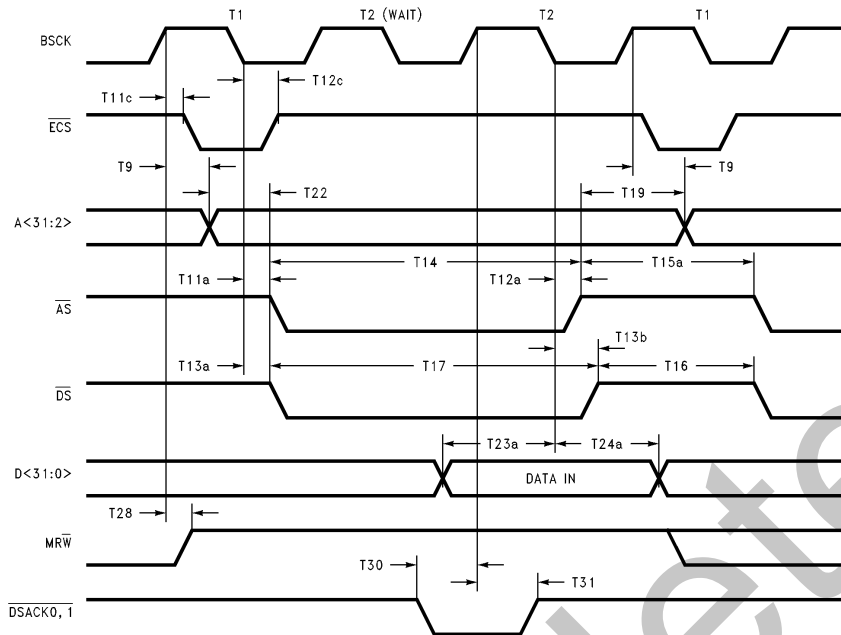 T1 T2 (WAIT) T2 T1
BSCK
T12c
T11c
ECS
T9 T9
T22 T19
A<31:2>
T14 T15a
T11a T12a
AS
T13b
T13a T17 T16
DS
T23a T24a
D<31:0> DATA IN
T28
MRW
T30 T31
DSACK0, 1